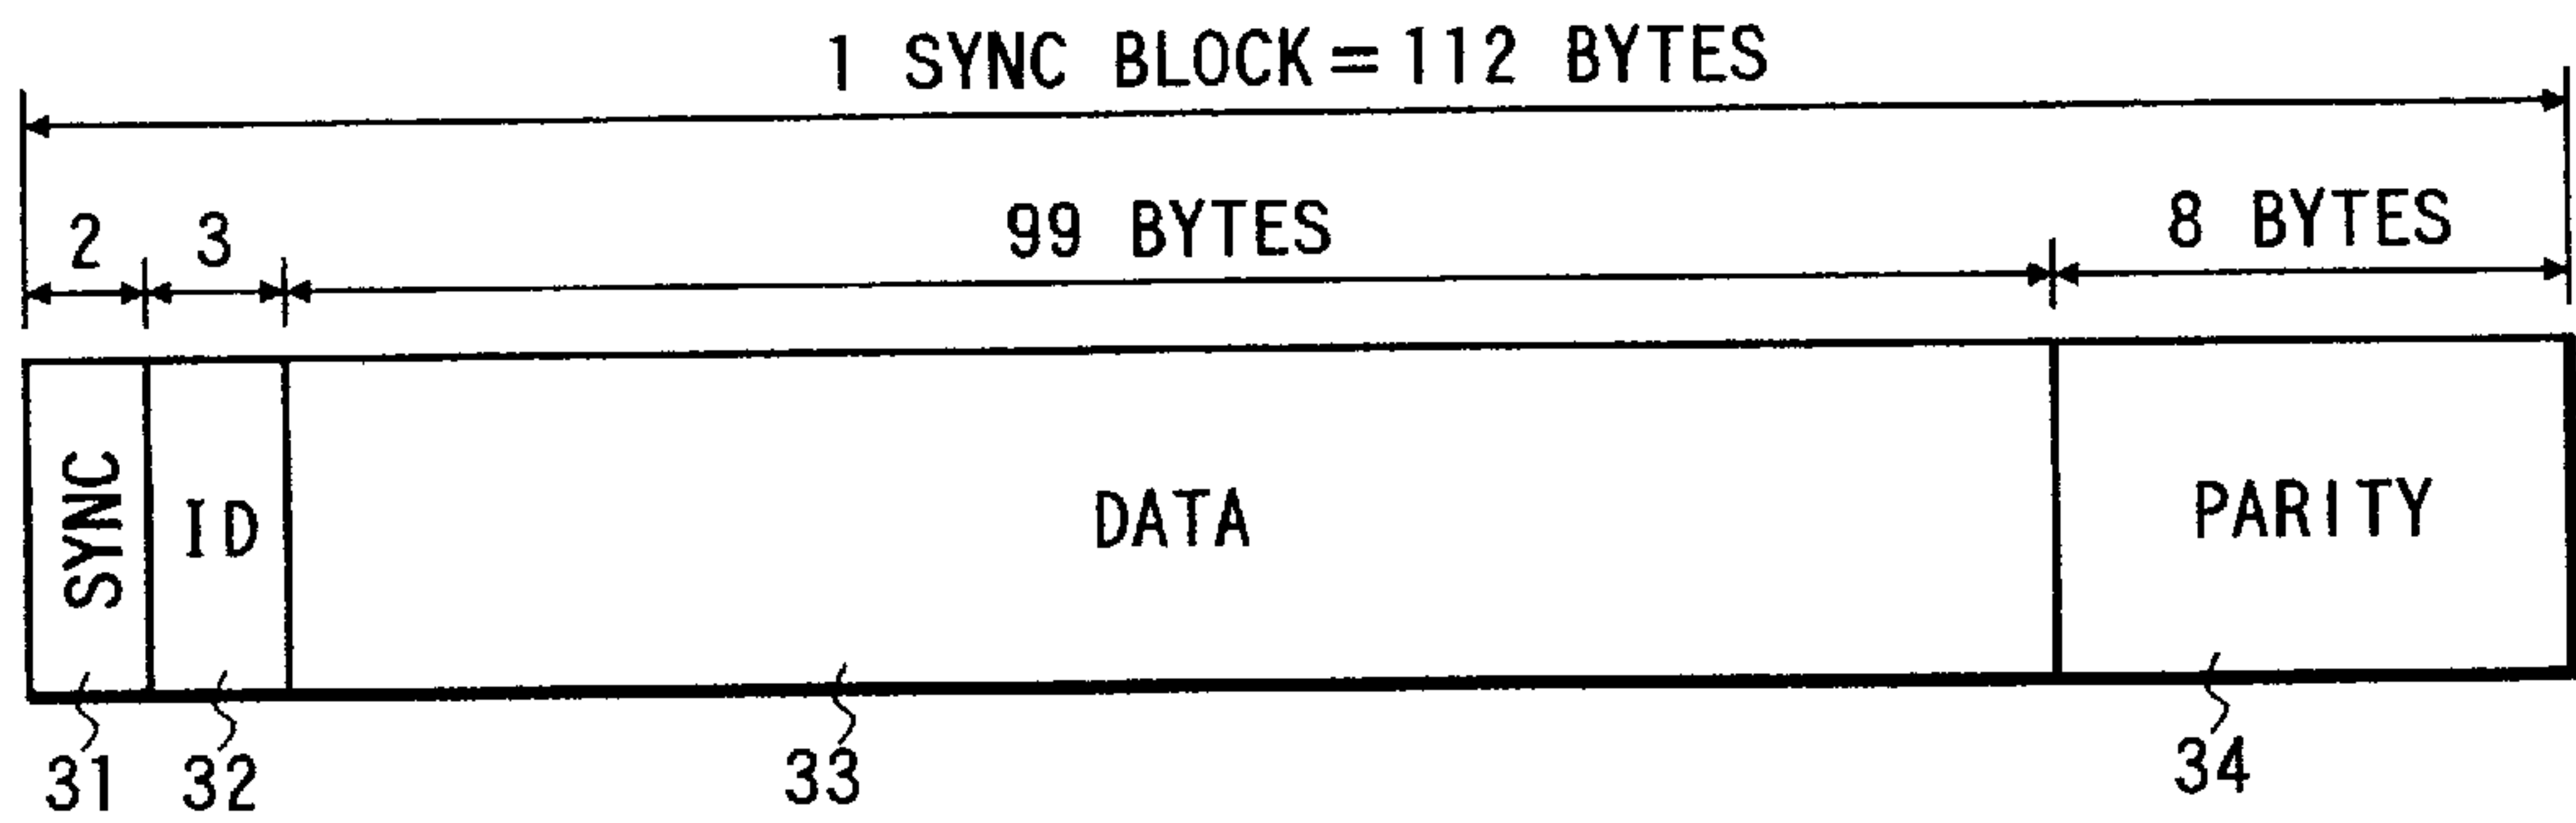 1 SYNC BLOCK=112 BYTES
2 3 99 BYTES 8 BYTES
SYNC ID DATA PARITY
31 32 33 34